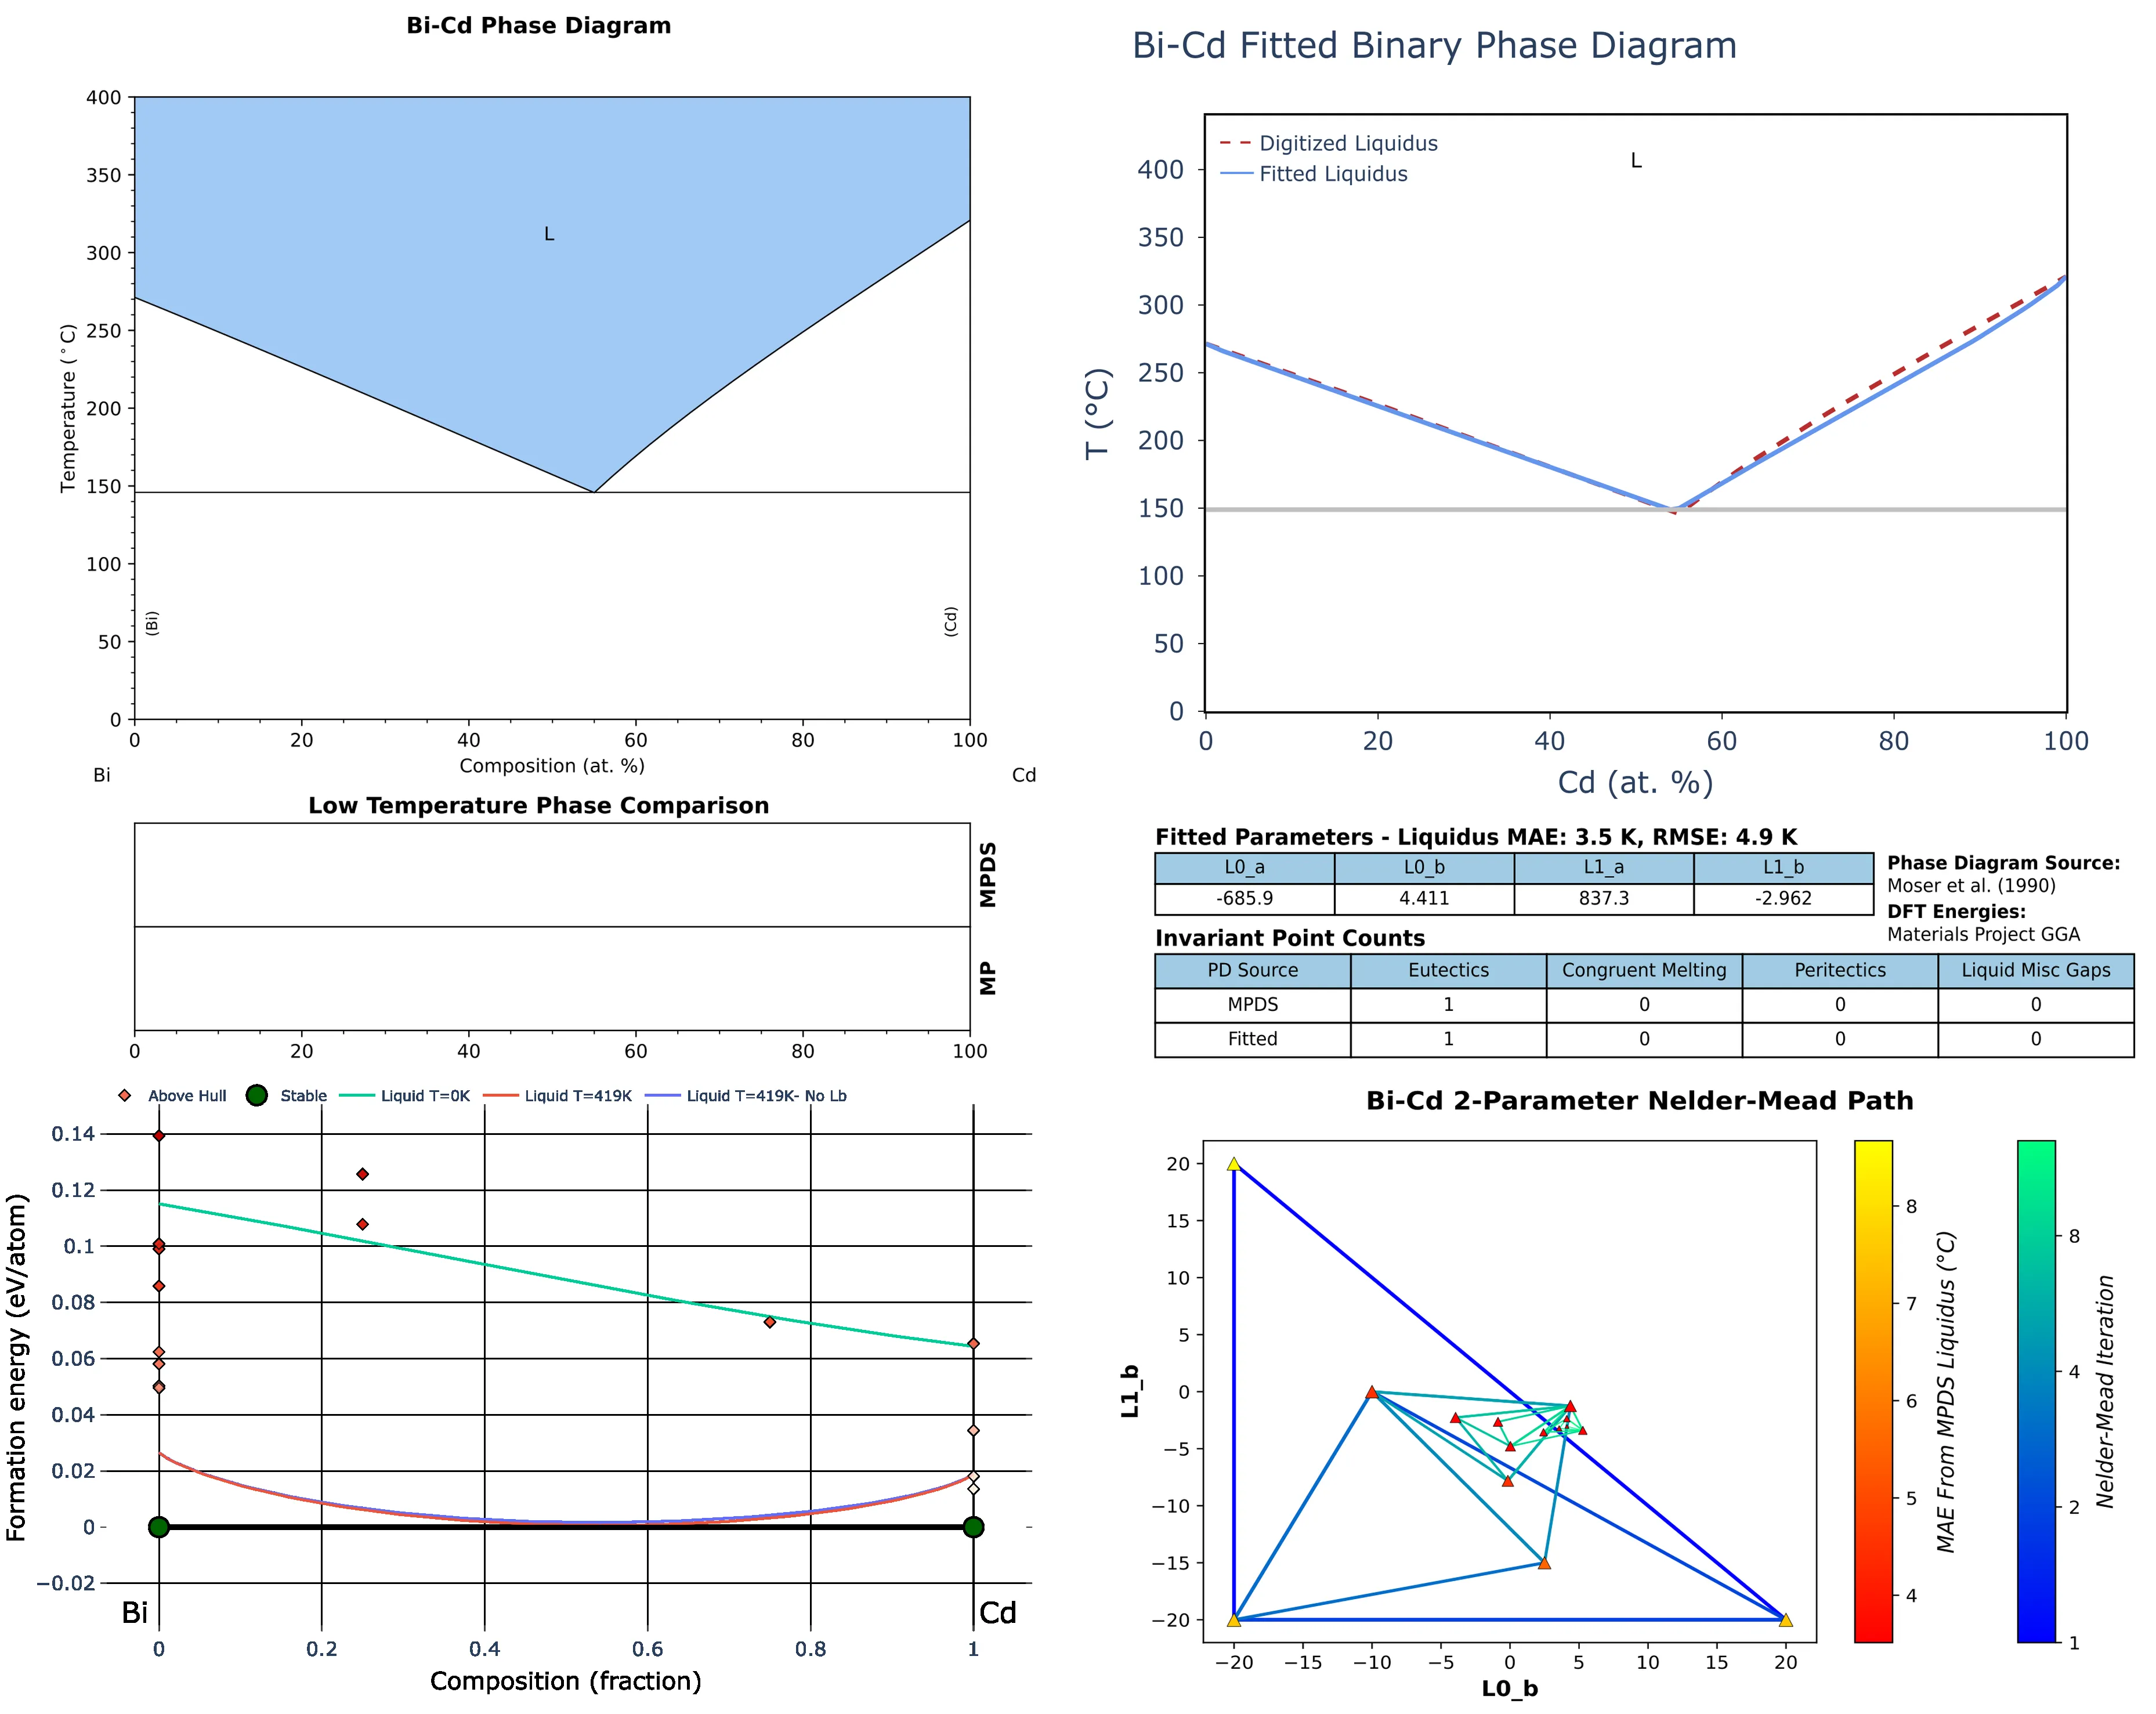 Bi-Cd Phase Diagram
400
350
300
250
200
150
100
50
0
Temperature (°C)
L
(Bi)
(Cd)
0 20 40 60 80 100
Composition (at. %)
Bi Cd
Low Temperature Phase Comparison
MPDS
MP
0 20 40 60 80 100
Bi-Cd Fitted Binary Phase Diagram
Digitized Liquidus
Fitted Liquidus
L
400
350
300
250
200
150
100
50
0
T (°C)
0 20 40 60 80 100
Cd (at. %)
Fitted Parameters - Liquidus MAE: 3.5 K, RMSE: 4.9 K
L0_a L0_b L1_a L1_b
-685.9 4.411 837.3 -2.962
Phase Diagram Source:
Moser et al. (1990)
DFT Energies:
Materials Project GGA
Invariant Point Counts
PD Source Eutectics Congruent Melting Peritectics Liquid Misc Gaps
MPDS 1 0 0 0
Fitted 1 0 0 0
Above Hull Stable Liquid T=0K Liquid T=419K Liquid T=419K- No Lb
0.14
0.12
0.1
0.08
0.06
0.04
0.02
0
−0.02
Formation energy (eV/atom)
Bi Cd
0 0.2 0.4 0.6 0.8 1
Composition (fraction)
Bi-Cd 2-Parameter Nelder-Mead Path
20
15
10
5
0
−5
−10
−15
−20
L1_b
−20 −15 −10 −5 0 5 10 15 20
L0_b
8
7
6
5
4
MAE From MPDS Liquidus (°C)
8
4
2
1
Nelder-Mead Iteration